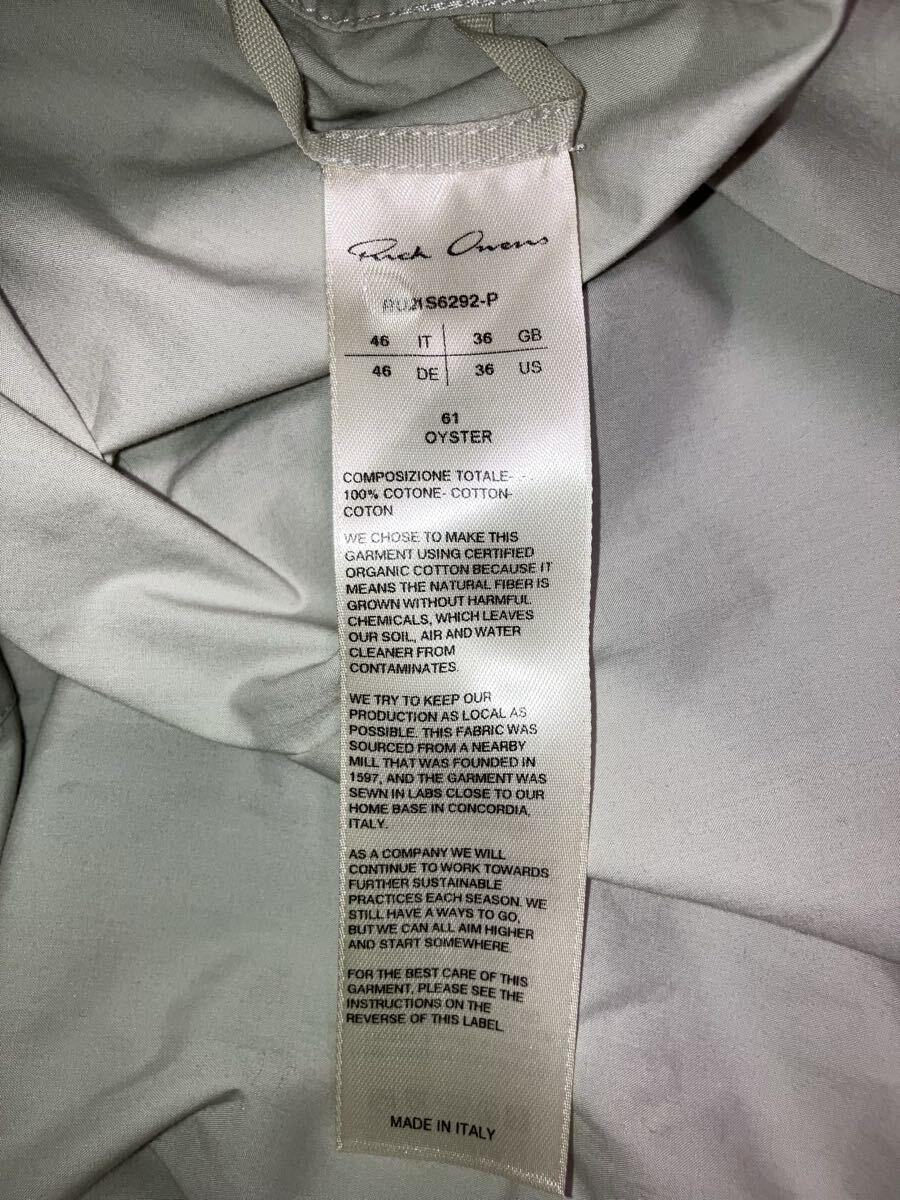 Rick Owens
RU21S6292-P
46 IT 36 GB
46 DE 36 US
61
OYSTER
COMPOSIZIONE TOTALE-
100% COTONE- COTTON-
COTON
WE CHOSE TO MAKE THIS
GARMENT USING CERTIFIED
ORGANIC COTTON BECAUSE IT
MEANS THE NATURAL FIBER IS
GROWN WITHOUT HARMFUL
CHEMICALS, WHICH LEAVES
OUR SOIL, AIR AND WATER
CLEANER FROM
CONTAMINATES.
WE TRY TO KEEP OUR
PRODUCTION AS LOCAL AS
POSSIBLE. THIS FABRIC WAS
SOURCED FROM A NEARBY
MILL THAT WAS FOUNDED IN
1597, AND THE GARMENT WAS
SEWN IN LABS CLOSE TO OUR
HOME BASE IN CONCORDIA,
ITALY.
AS A COMPANY WE WILL
CONTINUE TO WORK TOWARDS
FURTHER SUSTAINABLE
PRACTICES EACH SEASON. WE
STILL HAVE A WAYS TO GO,
BUT WE CAN ALL AIM HIGHER
AND START SOMEWHERE.
FOR THE BEST CARE OF THIS
GARMENT, PLEASE SEE THE
INSTRUCTIONS ON THE
REVERSE OF THIS LABEL.
MADE IN ITALY